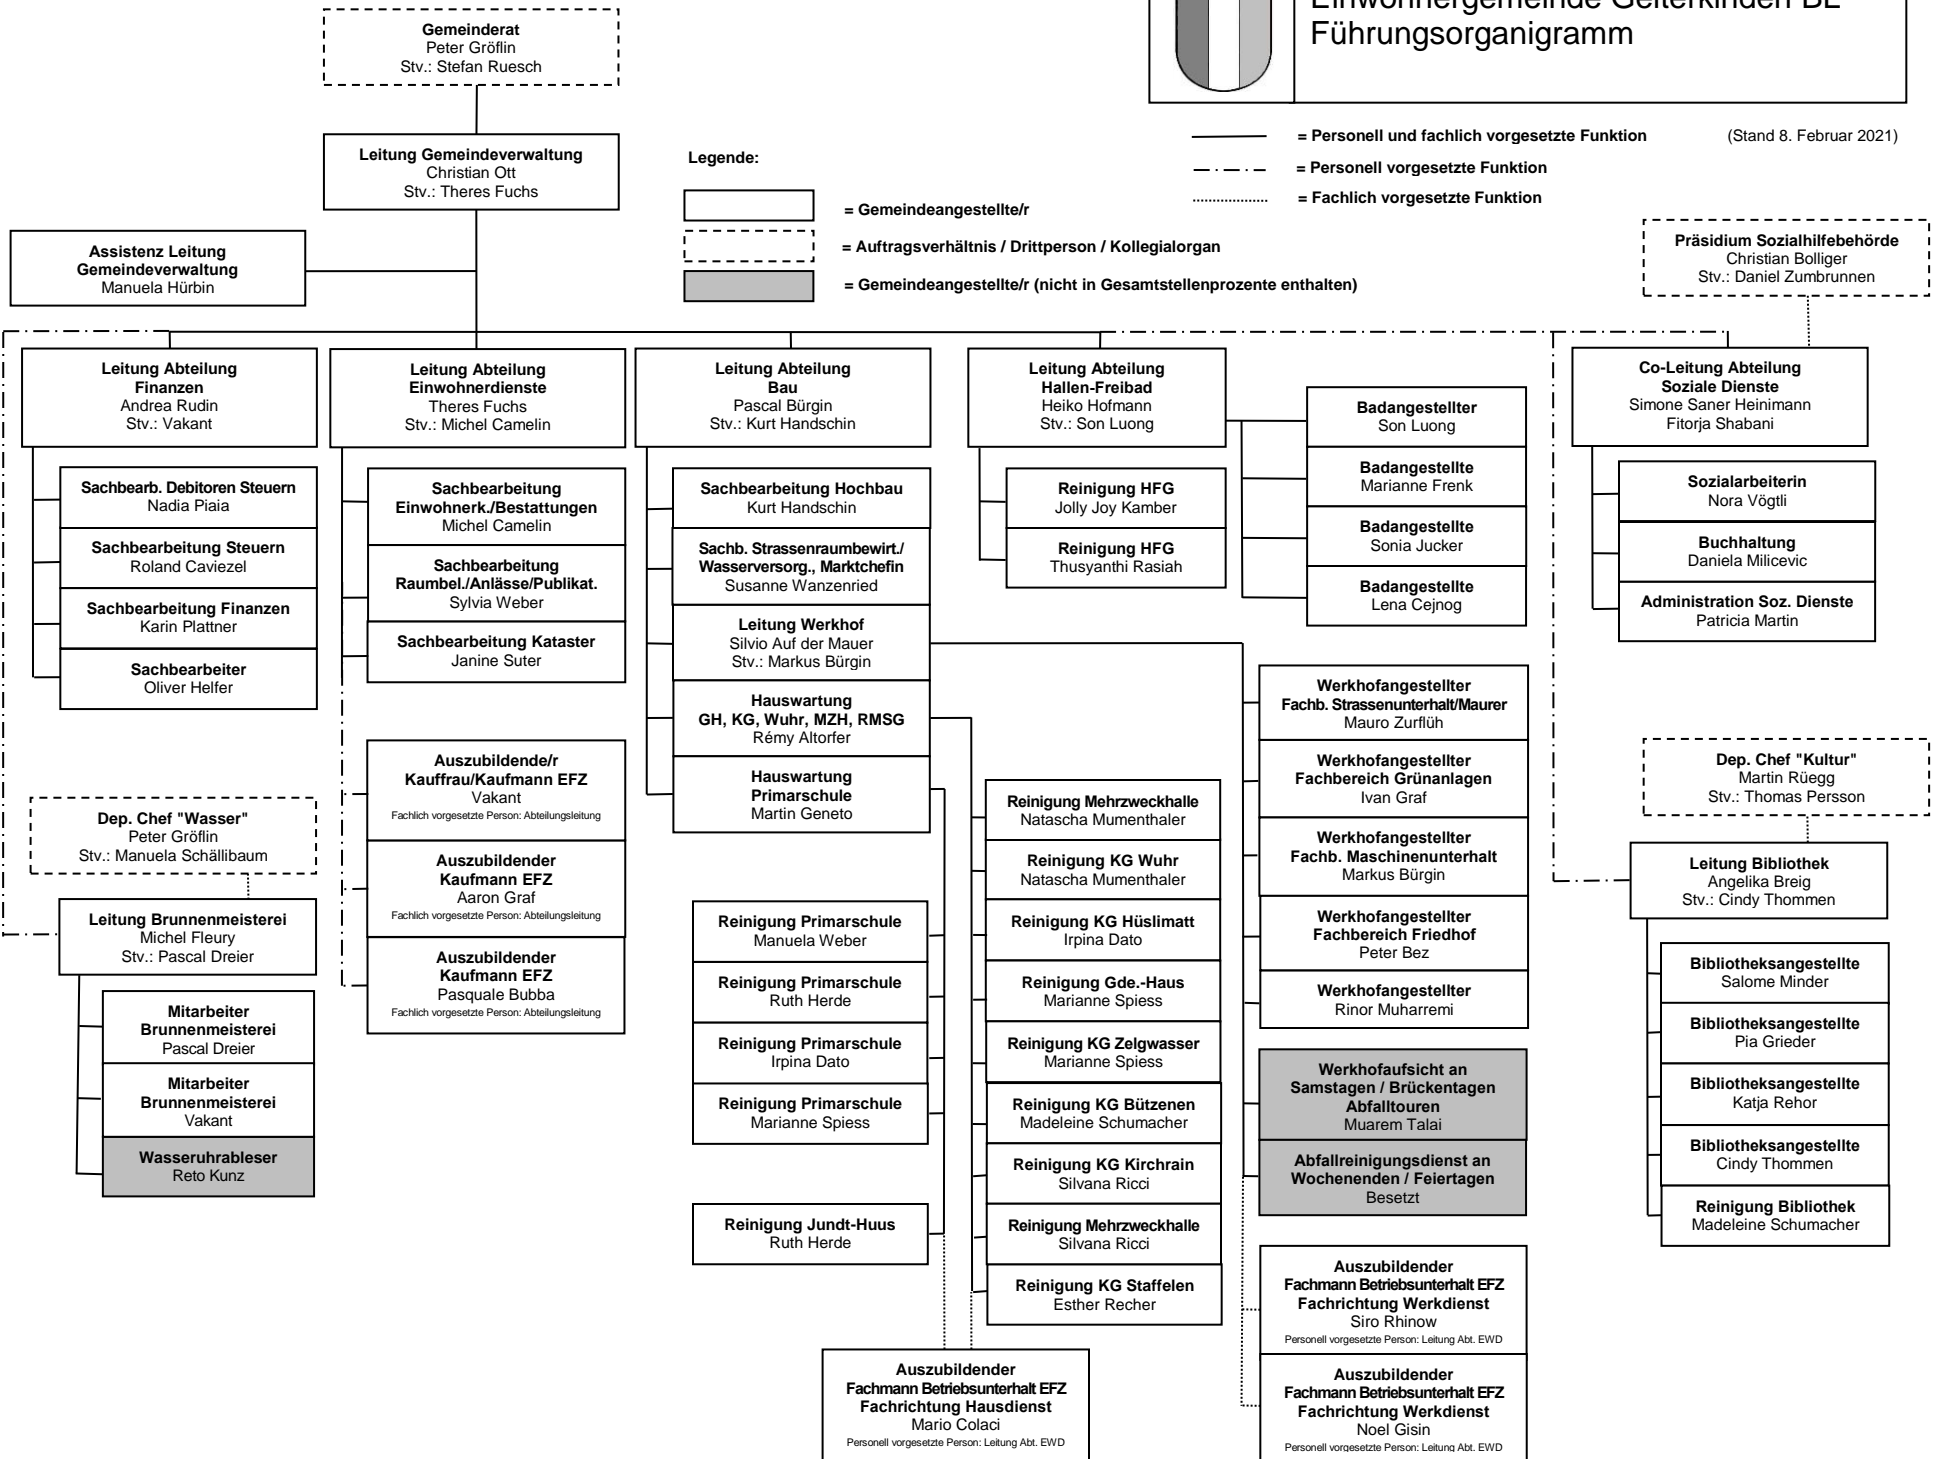 Einwohnergemeinde Gelterkinden BL
Führungsorganigramm
Gemeinderat
Peter Gröflin
Stv.: Stefan Ruesch
Leitung Gemeindeverwaltung
Christian Ott
Stv.: Theres Fuchs
Legende:
= Gemeindeangestellte/r
= Auftragsverhältnis / Drittperson / Kollegialorgan
= Gemeindeangestellte/r (nicht in Gesamtstellenprozente enthalten)
= Personell und fachlich vorgesetzte Funktion
(Stand 8. Februar 2021)
= Personell vorgesetzte Funktion
= Fachlich vorgesetzte Funktion
Assistenz Leitung
Gemeindeverwaltung
Manuela Hürbin
Präsidium Sozialhilfebehörde
Christian Bolliger
Stv.: Daniel Zumbrunnen
Leitung Abteilung
Finanzen
Andrea Rudin
Stv.: Vakant
Sachbearb. Debitoren Steuern
Nadia Piaia
Sachbearbeitung Steuern
Roland Caviezel
Sachbearbeitung Finanzen
Karin Plattner
Sachbearbeiter
Oliver Helfer
Dep. Chef "Wasser"
Peter Gröflin
Stv.: Manuela Schällibaum
Leitung Brunnenmeisterei
Michel Fleury
Stv.: Pascal Dreier
Mitarbeiter
Brunnenmeisterei
Pascal Dreier
Mitarbeiter
Brunnenmeisterei
Vakant
Wasseruhrableser
Reto Kunz
Leitung Abteilung
Einwohnerdienste
Theres Fuchs
Stv.: Michel Camelin
Sachbearbeitung
Einwohnerk./Bestattungen
Michel Camelin
Sachbearbeitung
Raumbel./Anlässe/Publikat.
Sylvia Weber
Sachbearbeitung Kataster
Janine Suter
Auszubildende/r
Kauffrau/Kaufmann EFZ
Vakant
Fachlich vorgesetzte Person: Abteilungsleitung
Auszubildender
Kaufmann EFZ
Aaron Graf
Fachlich vorgesetzte Person: Abteilungsleitung
Auszubildender
Kaufmann EFZ
Pasquale Bubba
Fachlich vorgesetzte Person: Abteilungsleitung
Leitung Abteilung
Bau
Pascal Bürgin
Stv.: Kurt Handschin
Sachbearbeitung Hochbau
Kurt Handschin
Sachb. Strassenraumbewirt./
Wasserversorg., Marktchefin
Susanne Wanzenried
Leitung Werkhof
Silvio Auf der Mauer
Stv.: Markus Bürgin
Hauswartung
GH, KG, Wuhr, MZH, RMSG
Rémy Altorfer
Hauswartung
Primarschule
Martin Geneto
Reinigung Primarschule
Manuela Weber
Reinigung Primarschule
Ruth Herde
Reinigung Primarschule
Irpina Dato
Reinigung Primarschule
Marianne Spiess
Reinigung Jundt-Huus
Ruth Herde
Auszubildender
Fachmann Betriebsunterhalt EFZ
Fachrichtung Hausdienst
Mario Colaci
Personell vorgesetzte Person: Leitung Abt. EWD
Leitung Abteilung
Hallen-Freibad
Heiko Hofmann
Stv.: Son Luong
Reinigung HFG
Jolly Joy Kamber
Reinigung HFG
Thusyanthi Rasiah
Reinigung Mehrzweckhalle
Natascha Mumenthaler
Reinigung KG Wuhr
Natascha Mumenthaler
Reinigung KG Hüslimatt
Irpina Dato
Reinigung Gde.-Haus
Marianne Spiess
Reinigung KG Zelgwasser
Marianne Spiess
Reinigung KG Bützenen
Madeleine Schumacher
Reinigung KG Kirchrain
Silvana Ricci
Reinigung Mehrzweckhalle
Silvana Ricci
Reinigung KG Staffelen
Esther Recher
Badangestellter
Son Luong
Badangestellte
Marianne Frenk
Badangestellte
Sonia Jucker
Badangestellte
Lena Cejnog
Werkhofangestellter
Fachb. Strassenunterhalt/Maurer
Mauro Zurflüh
Werkhofangestellter
Fachbereich Grünanlagen
Ivan Graf
Werkhofangestellter
Fachb. Maschinenunterhalt
Markus Bürgin
Werkhofangestellter
Fachbereich Friedhof
Peter Bez
Werkhofangestellter
Rinor Muharremi
Werkhofaufsicht an
Samstagen / Brückentagen
Abfalltouren
Muarem Talai
Abfallreinigungsdienst an
Wochenenden / Feiertagen
Besetzt
Auszubildender
Fachmann Betriebsunterhalt EFZ
Fachrichtung Werkdienst
Siro Rhinow
Personell vorgesetzte Person: Leitung Abt. EWD
Auszubildender
Fachmann Betriebsunterhalt EFZ
Fachrichtung Werkdienst
Noel Gisin
Personell vorgesetzte Person: Leitung Abt. EWD
Co-Leitung Abteilung
Soziale Dienste
Simone Saner Heinimann
Fitorja Shabani
Sozialarbeiterin
Nora Vögtli
Buchhaltung
Daniela Milicevic
Administration Soz. Dienste
Patricia Martin
Dep. Chef "Kultur"
Martin Rüegg
Stv.: Thomas Persson
Leitung Bibliothek
Angelika Breig
Stv.: Cindy Thommen
Bibliotheksangestellte
Salome Minder
Bibliotheksangestellte
Pia Grieder
Bibliotheksangestellte
Katja Rehor
Bibliotheksangestellte
Cindy Thommen
Reinigung Bibliothek
Madeleine Schumacher